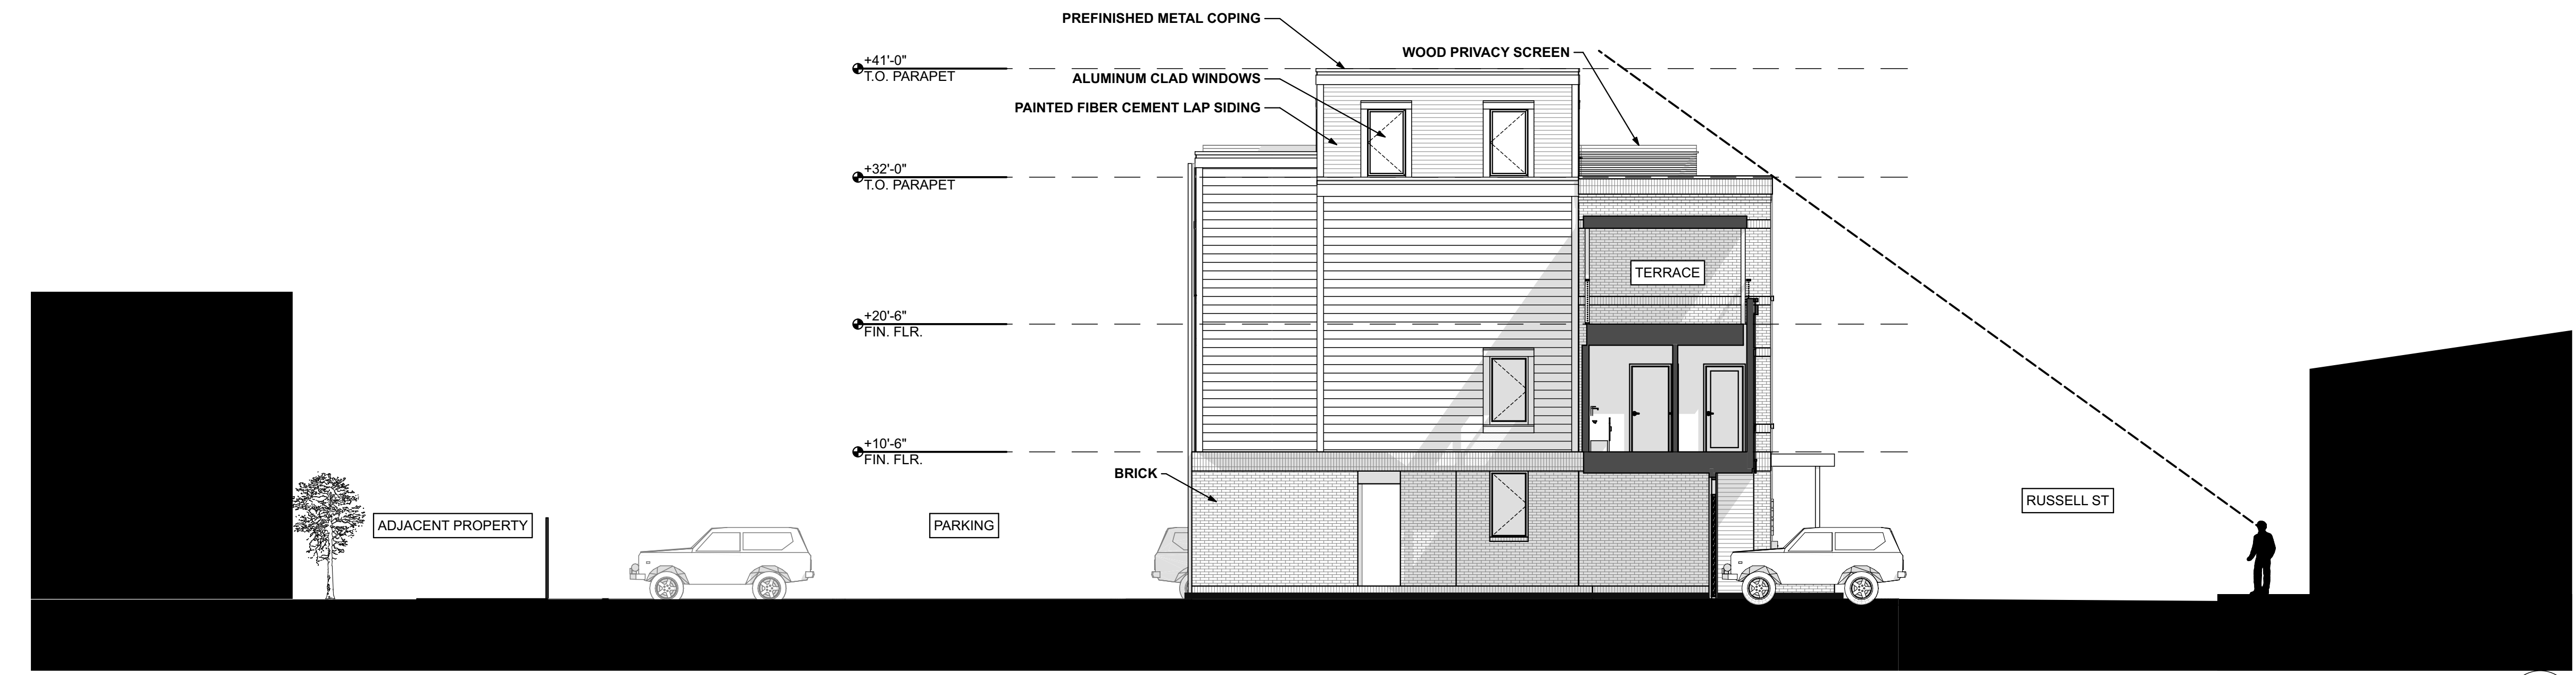 PREFINISHED METAL COPING
WOOD PRIVACY SCREEN
+41'-0"
T.O. PARAPET
ALUMINUM CLAD WINDOWS
PAINTED FIBER CEMENT LAP SIDING
+32'-0"
T.O. PARAPET
TERRACE
+20'-6"
FIN. FLR.
+10'-6"
FIN. FLR.
BRICK
RUSSELL ST
ADJACENT PROPERTY
PARKING